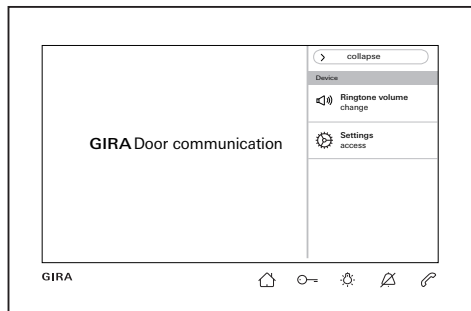 collapse
Device
Ringtone volume
change
Settings
access
GIRA Door communication
GIRA